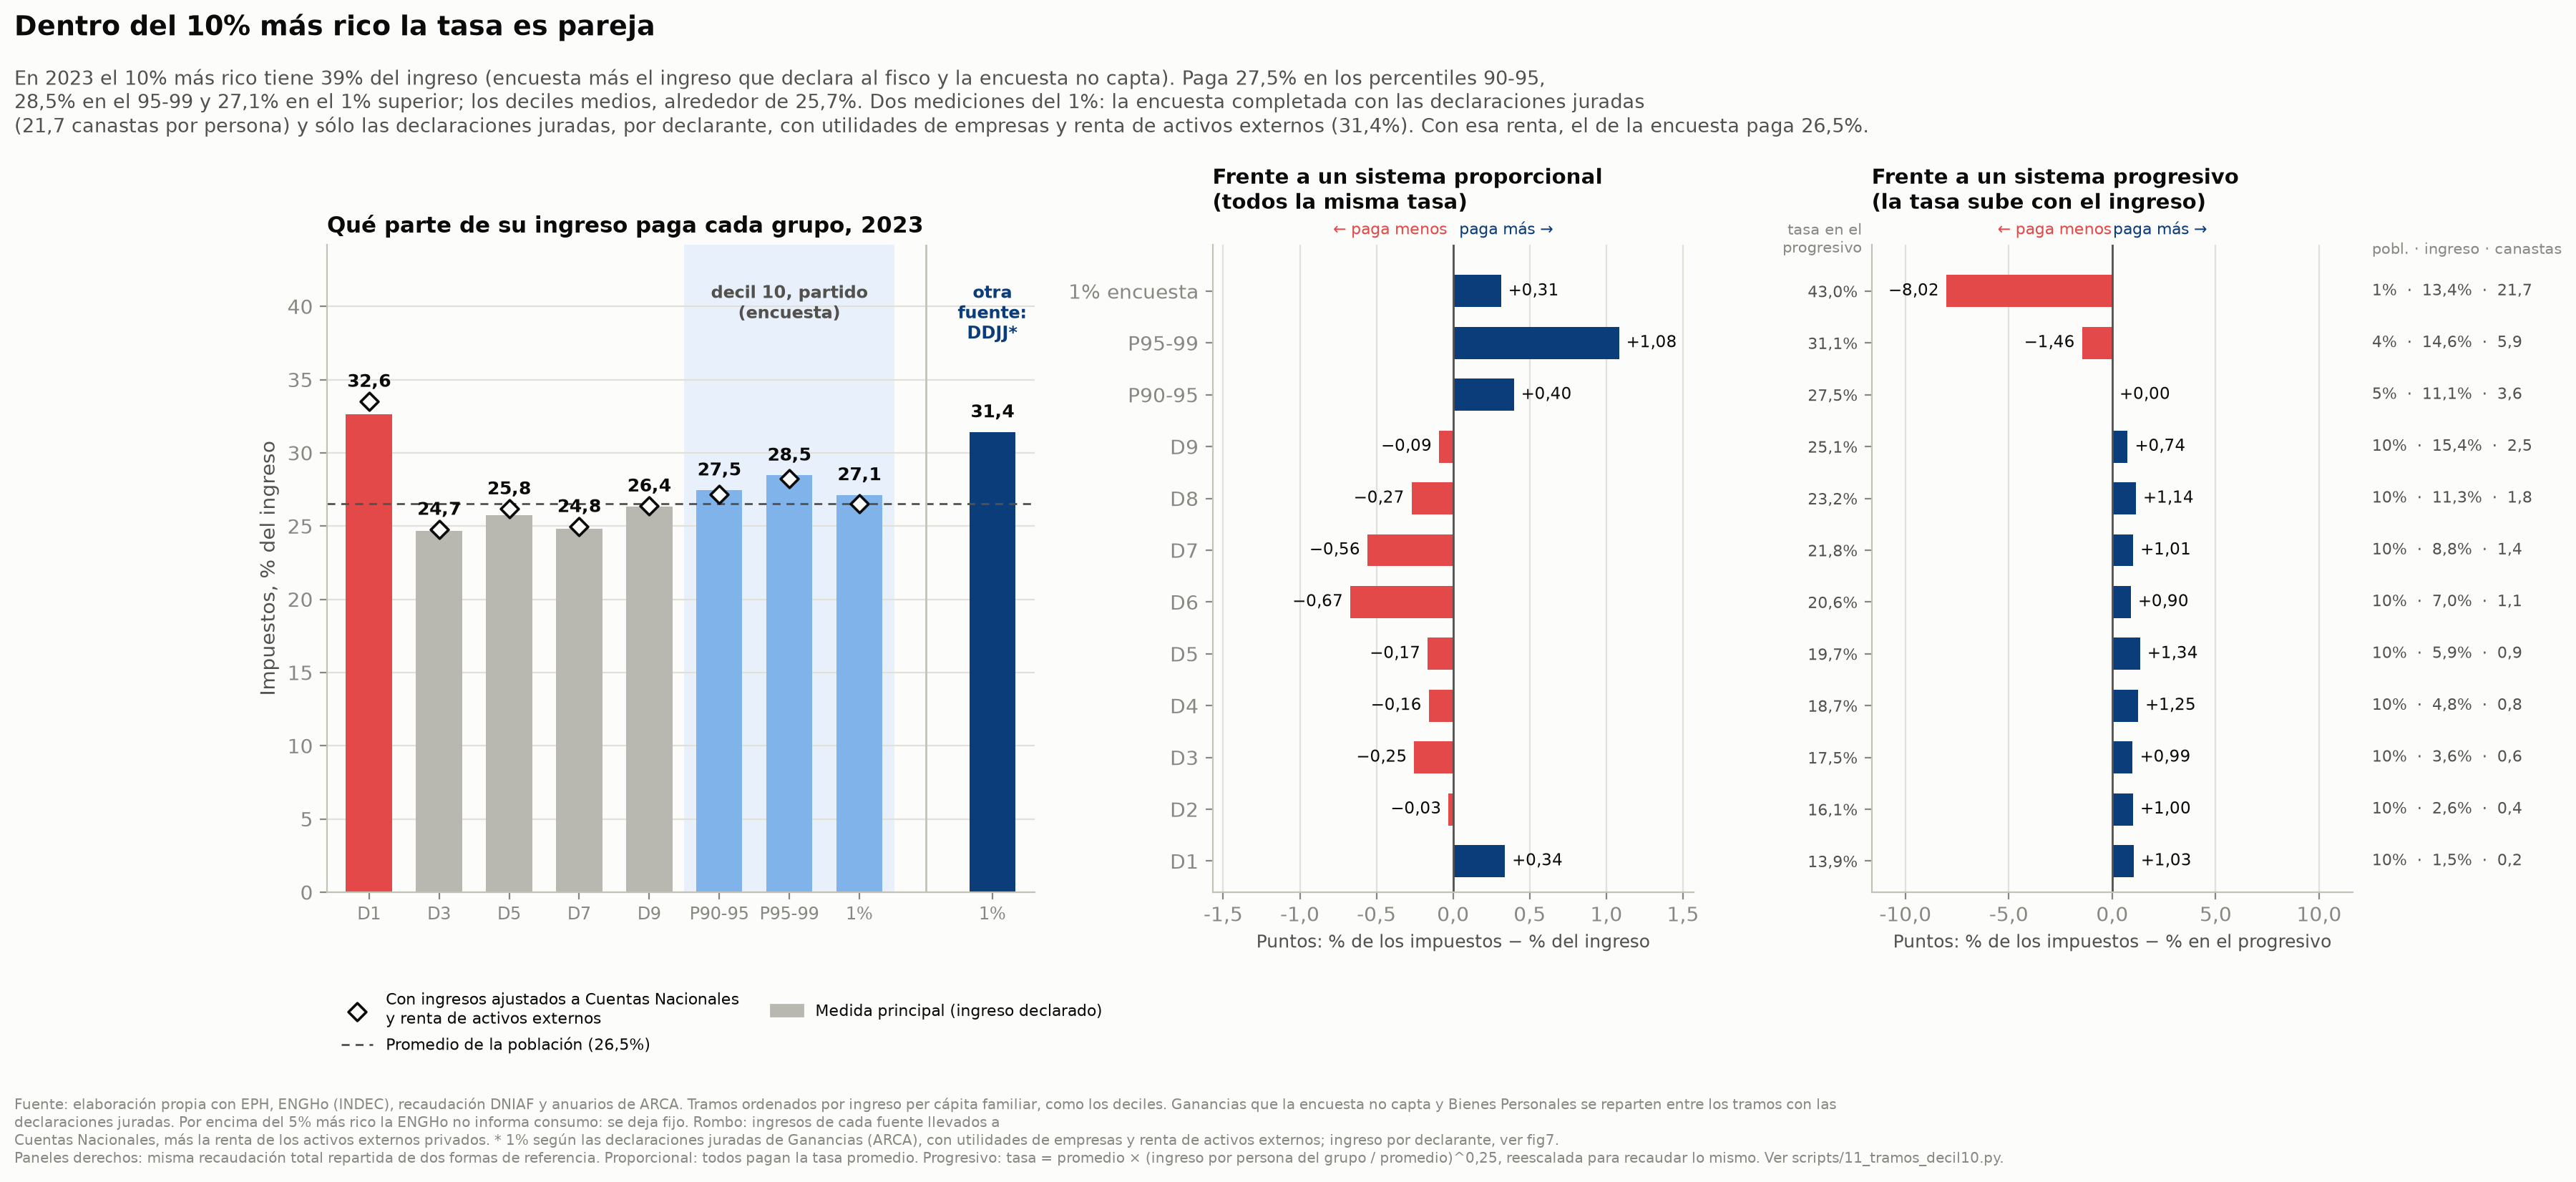 Dentro del 10% más rico la tasa es pareja
En 2023 el 10% más rico tiene 39% del ingreso (encuesta más el ingreso que declara al fisco y la encuesta no capta). Paga 27,5% en los percentiles 90-95,
28,5% en el 95-99 y 27,1% en el 1% superior; los deciles medios, alrededor de 25,7%. Dos mediciones del 1%: la encuesta completada con las declaraciones juradas
(21,7 canastas por persona) y sólo las declaraciones juradas, por declarante, con utilidades de empresas y renta de activos externos (31,4%). Con esa renta, el de la encuesta paga 26,5%.
Qué parte de su ingreso paga cada grupo, 2023
Impuestos, % del ingreso
40
35
30
25
20
15
10
5
0
decil 10, partido
(encuesta)
otra
fuente:
DDJJ*
32,6
24,7
25,8
24,8
26,4
27,5
28,5
27,1
31,4
D1
D3
D5
D7
D9
P90-95
P95-99
1%
1%
Con ingresos ajustados a Cuentas Nacionales
y renta de activos externos
Promedio de la población (26,5%)
Medida principal (ingreso declarado)
Frente a un sistema proporcional
(todos la misma tasa)
← paga menos paga más →
1% encuesta +0,31
P95-99 +1,08
P90-95 +0,40
D9 −0,09
D8 −0,27
D7 −0,56
D6 −0,67
D5 −0,17
D4 −0,16
D3 −0,25
D2 −0,03
D1 +0,34
-1,5 -1,0 -0,5 0,0 0,5 1,0 1,5
Puntos: % de los impuestos − % del ingreso
Frente a un sistema progresivo
(la tasa sube con el ingreso)
← paga menos paga más →
tasa en el
progresivo
pobl. · ingreso · canastas
43,0% −8,02 1% · 13,4% · 21,7
31,1% −1,46 4% · 14,6% · 5,9
27,5% +0,00 5% · 11,1% · 3,6
25,1% +0,74 10% · 15,4% · 2,5
23,2% +1,14 10% · 11,3% · 1,8
21,8% +1,01 10% · 8,8% · 1,4
20,6% +0,90 10% · 7,0% · 1,1
19,7% +1,34 10% · 5,9% · 0,9
18,7% +1,25 10% · 4,8% · 0,8
17,5% +0,99 10% · 3,6% · 0,6
16,1% +1,00 10% · 2,6% · 0,4
13,9% +1,03 10% · 1,5% · 0,2
-10,0 -5,0 0,0 5,0 10,0
Puntos: % de los impuestos − % en el progresivo
Fuente: elaboración propia con EPH, ENGHo (INDEC), recaudación DNIAF y anuarios de ARCA. Tramos ordenados por ingreso per cápita familiar, como los deciles. Ganancias que la encuesta no capta y Bienes Personales se reparten entre los tramos con las
declaraciones juradas. Por encima del 5% más rico la ENGHo no informa consumo: se deja fijo. Rombo: ingresos de cada fuente llevados a
Cuentas Nacionales, más la renta de los activos externos privados. * 1% según las declaraciones juradas de Ganancias (ARCA), con utilidades de empresas y renta de activos externos; ingreso por declarante, ver fig7.
Paneles derechos: misma recaudación total repartida de dos formas de referencia. Proporcional: todos pagan la tasa promedio. Progresivo: tasa = promedio × (ingreso por persona del grupo / promedio)^0,25, reescalada para recaudar lo mismo. Ver scripts/11_tramos_decil10.py.